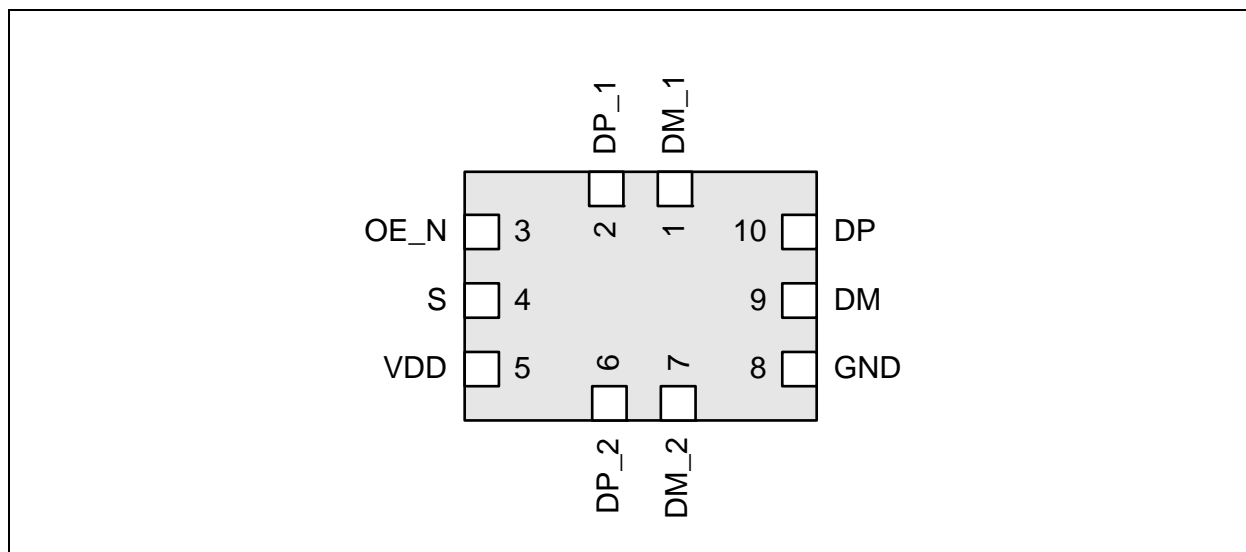 DP_1 DM_1
2 1
OE_N 3 10 DP
S 4 9 DM
VDD 5 6 7 8 GND
DP_2 DM_2